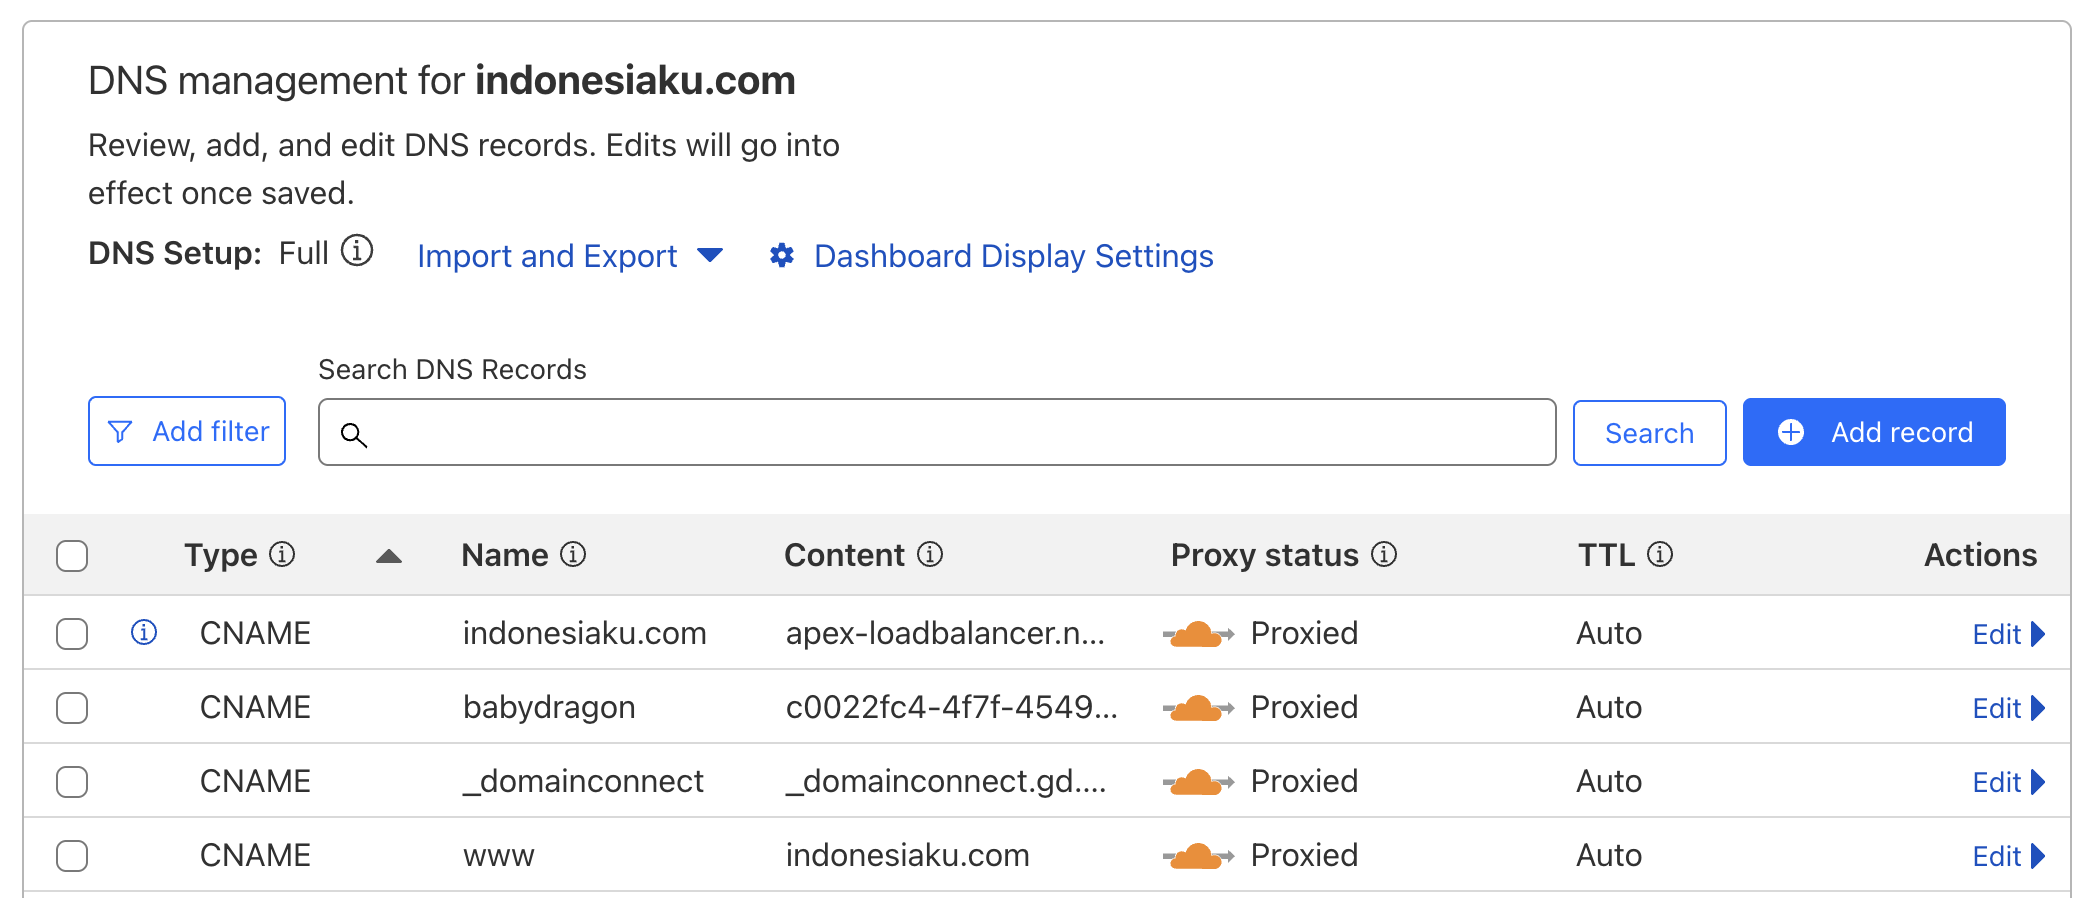 DNS management for indonesiaku.com
Review, add, and edit DNS records. Edits will go into
effect once saved.
DNS Setup: Full Import and Export Dashboard Display Settings
Search DNS Records
Add filter Search Add record
Type Name Content Proxy status TTL Actions
CNAME indonesiaku.com apex-loadbalancer.n... Proxied Auto Edit
CNAME babydragon c0022fc4-4f7f-4549... Proxied Auto Edit
CNAME _domainconnect _domainconnect.gd.... Proxied Auto Edit
CNAME www indonesiaku.com Proxied Auto Edit